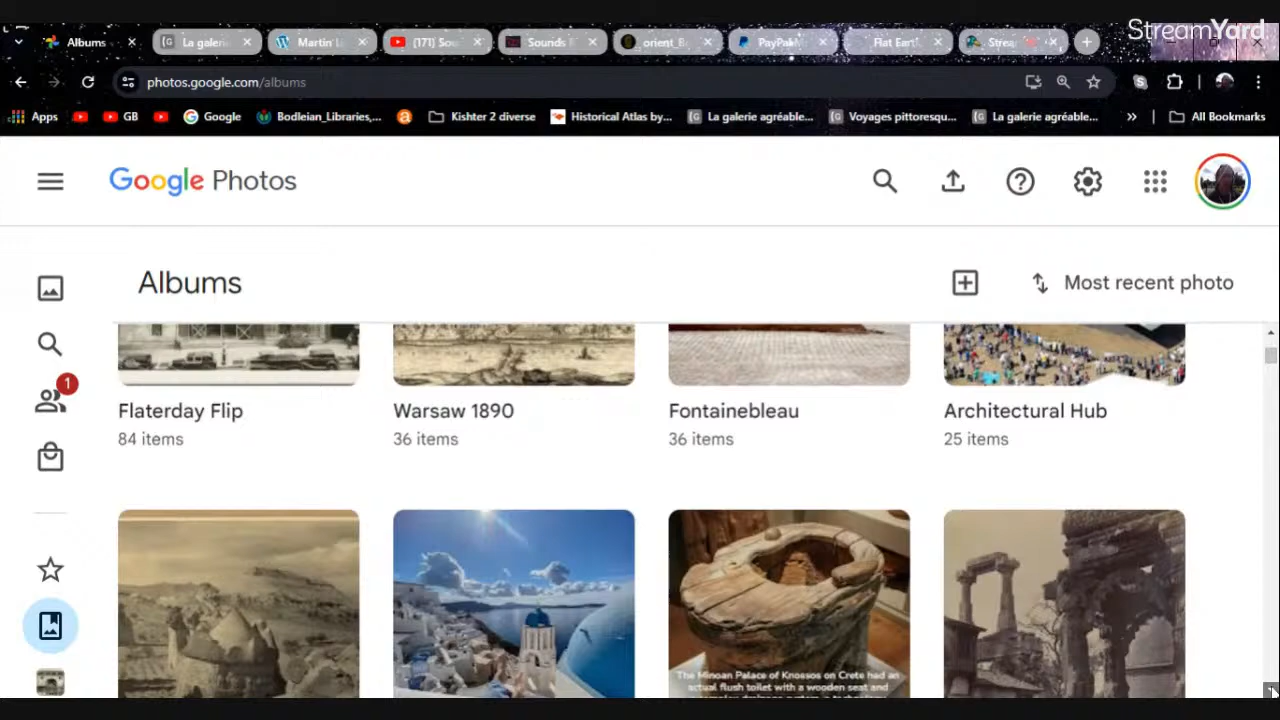 StreamYard
Albums
La galeri
Martin L
(171) Sou
Sounds
orient_B
PayPal
Flat Eart
Strea
photos.google.com/albums
Apps
GB
Google
Bodleian_Libraries,...
Kishter 2 diverse
Historical Atlas by...
La galerie agréable...
Voyages pittoresqu...
La galerie agréable...
»
All Bookmarks
Google Photos
Albums
Most recent photo
1
Flaterday Flip
Warsaw 1890
Fontainebleau
Architectural Hub
84 items
36 items
36 items
25 items
The Minoan Palace of Knossos on Crete had an
actual flush toilet with a wooden seat and